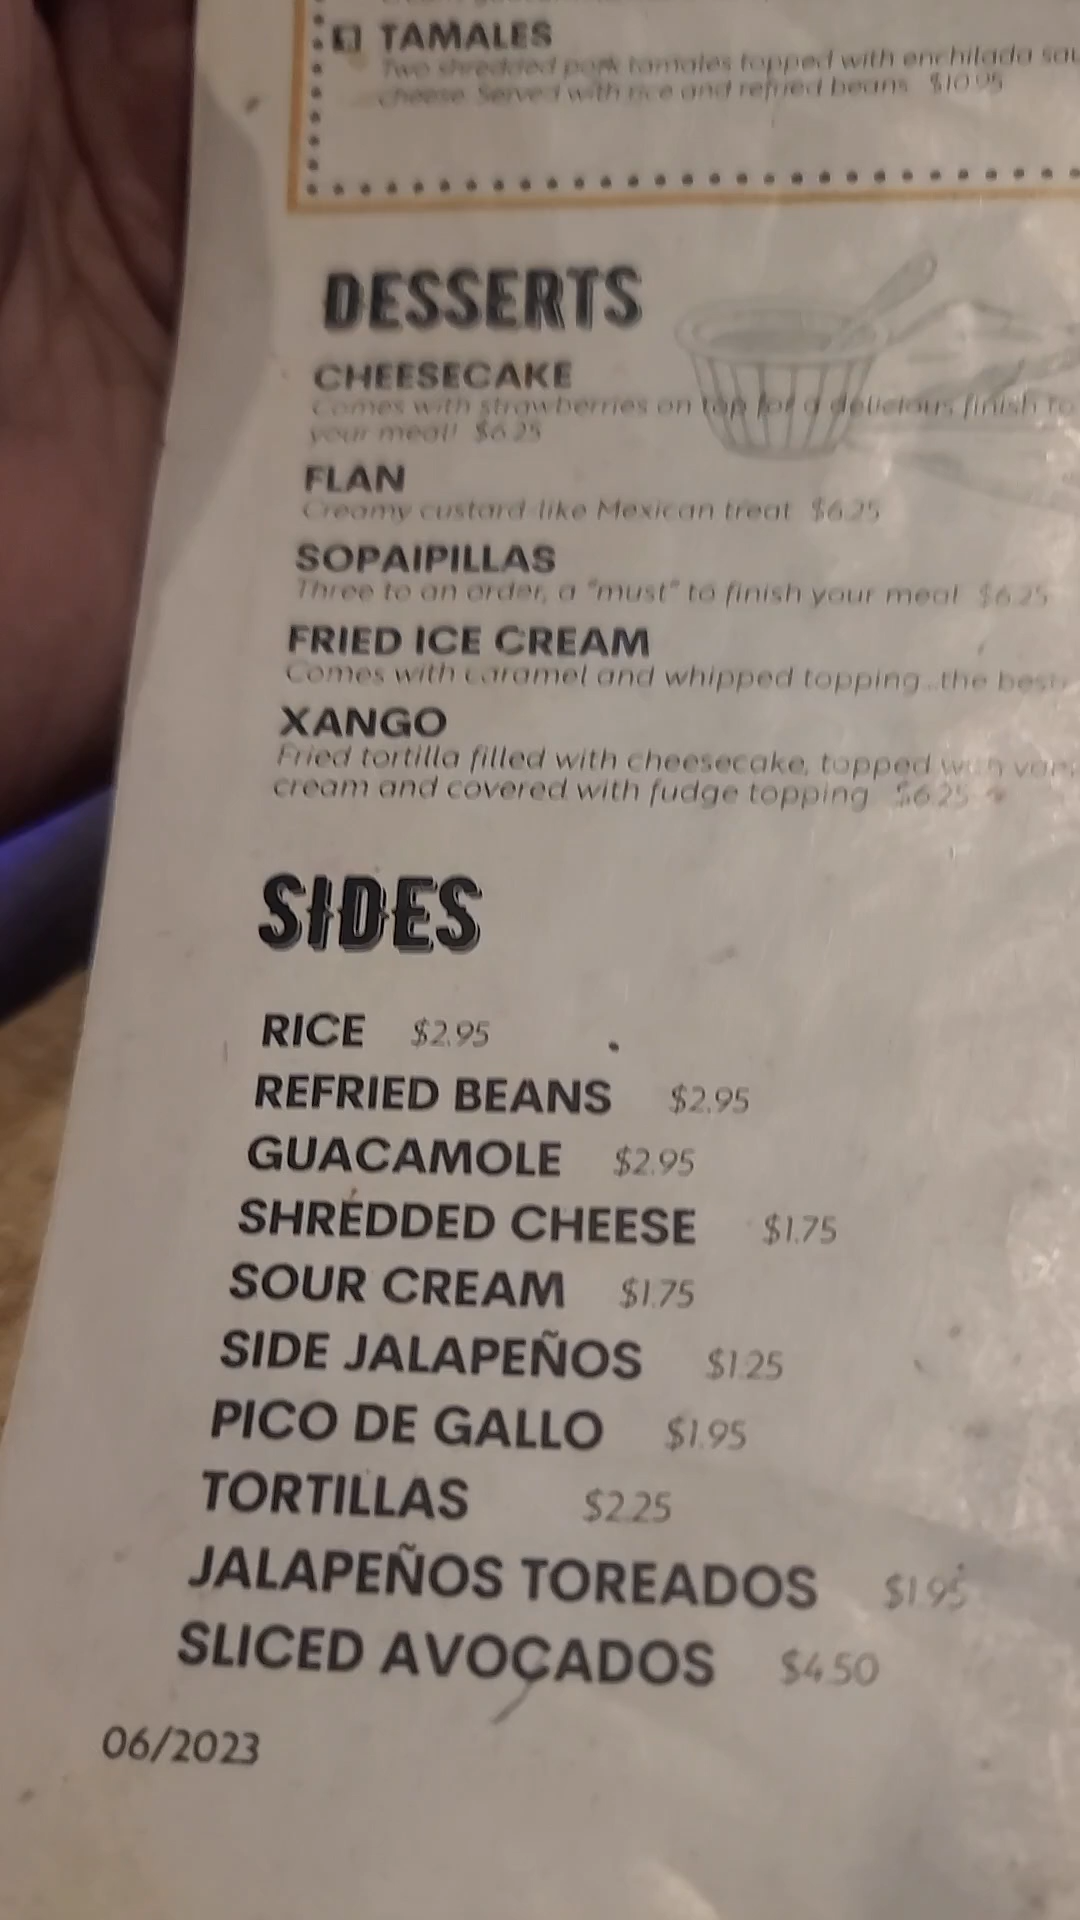 TAMALES
Two shredded pork tamales topped with enchilada
cheese. Served with rice and refried beans $10.95
DESSERTS
CHEESECAKE
Comes with strawberries on top for a delicious finish to
your meal! $6.25
FLAN
Creamy custard-like Mexican treat $6.25
SOPAIPILLAS
Three to an order, a "must" to finish your meal $6.25
FRIED ICE CREAM
Comes with caramel and whipped topping...the best
XANGO
Fried tortilla filled with cheesecake, topped with
cream and covered with fudge topping $6.25
SIDES
RICE $2.95
REFRIED BEANS $2.95
GUACAMOLE $2.95
SHREDDED CHEESE $1.75
SOUR CREAM $1.75
SIDE JALAPEÑOS $1.25
PICO DE GALLO $1.95
TORTILLAS $2.25
JALAPEÑOS TOREADOS $1.95
SLICED AVOCADOS $4.50
06/2023